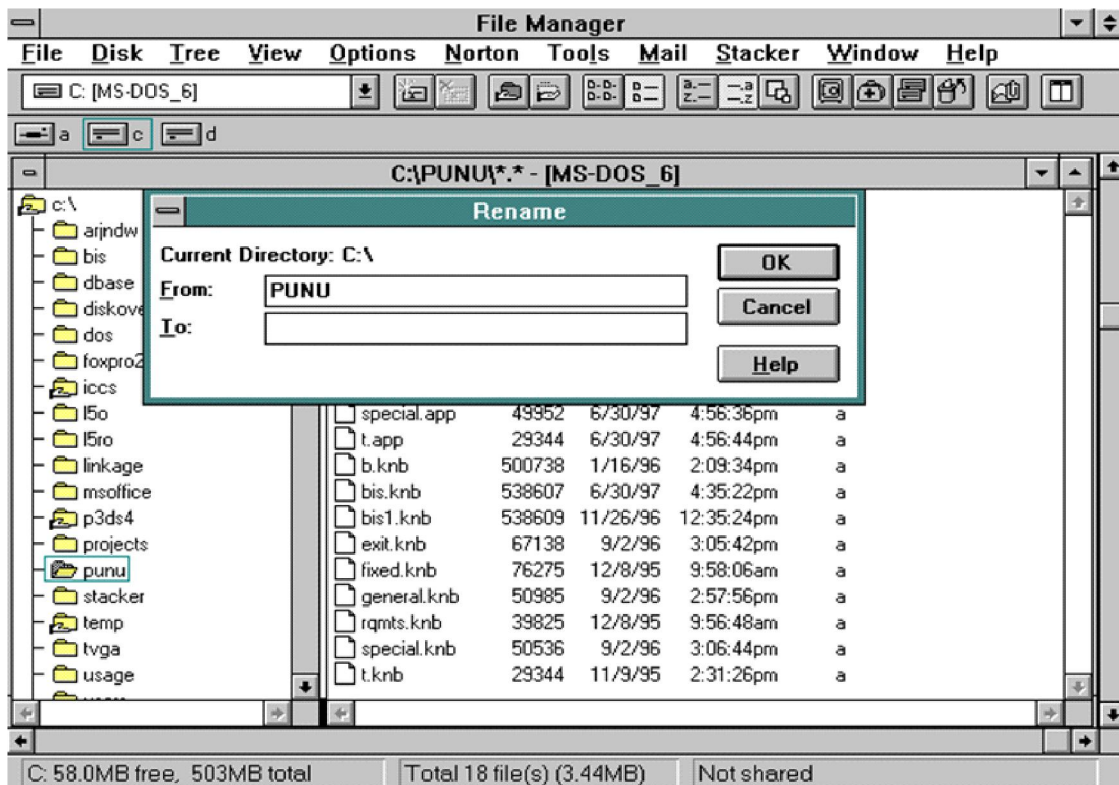 File Manager
File Disk Tree View Options Norton Tools Mail Stacker Window Help
C: [MS-DOS_6]
a c d
C:\PUNU\*.* - [MS-DOS_6]
c:\
arjndw
bis
dbase
diskove
dos
foxpro2
iccs
l5o
l5ro
linkage
msoffice
p3ds4
projects
punu
stacker
temp
tvga
usage
Rename
Current Directory: C:\
From: PUNU
To:
OK
Cancel
Help
special.app 49952 6/30/97 4:56:36pm a
t.app 29344 6/30/97 4:56:44pm a
b.knb 500738 1/16/96 2:09:34pm a
bis.knb 538607 6/30/97 4:35:22pm a
bis1.knb 538609 11/26/96 12:35:24pm a
exit.knb 67138 9/2/96 3:05:42pm a
fixed.knb 76275 12/8/95 9:58:06am a
general.knb 50985 9/2/96 2:57:56pm a
rqmts.knb 39825 12/8/95 9:56:48am a
special.knb 50536 9/2/96 3:06:44pm a
t.knb 29344 11/9/95 2:31:26pm a
C: 58.0MB free, 503MB total
Total 18 file(s) (3.44MB)
Not shared